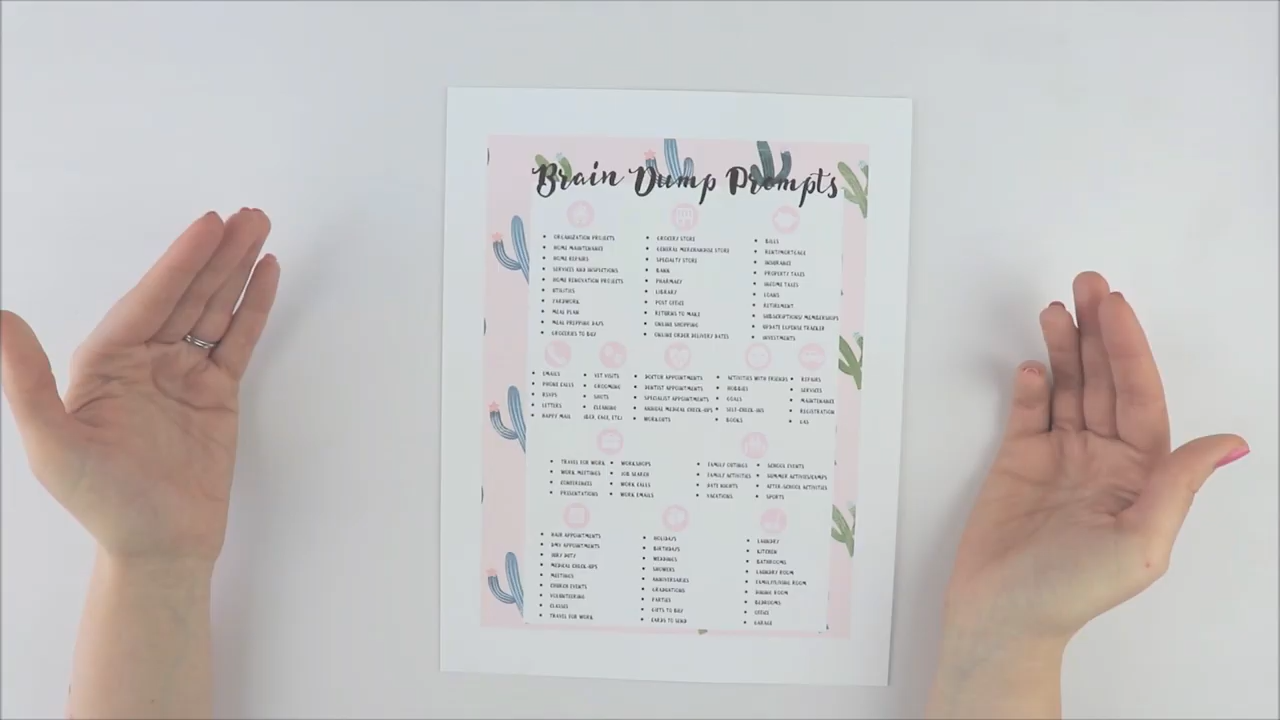 Brain Dump Prompts
• ORGANIZATION PROJECTS
• HOME MAINTENANCE
• HOME REPAIRS
• SERVICES AND INSPECTIONS
• HOME RENOVATION PROJECTS
• UTILITIES
• YARDWORK
• MEAL PLAN
• MEAL PREPPING DAYS
• GROCERIES TO BUY
• GROCERY STORE
• GENERAL MERCHANDISE STORE
• SPECIALTY STORE
• BANK
• PHARMACY
• LIBRARY
• POST OFFICE
• RETURNS TO MAKE
• ONLINE SHOPPING
• ONLINE ORDER DELIVERY DATES
• BILLS
• RENT/MORTGAGE
• INSURANCE
• PROPERTY TAXES
• INCOME TAXES
• LOANS
• RETIREMENT
• SUBSCRIPTIONS/ MEMBERSHIPS
• UPDATE EXPENSE TRACKER
• INVESTMENTS
• EMAILS
• PHONE CALLS
• RSVPS
• LETTERS
• HAPPY MAIL
• VET VISITS
• GROOMING
• SHOTS
• CLEANING
(BED, CAGE, ETC.)
• DOCTOR APPOINTMENTS
• DENTIST APPOINTMENTS
• SPECIALIST APPOINTMENTS
• ANNUAL MEDICAL CHECK-UPS
• WORKOUTS
• ACTIVITIES WITH FRIENDS
• HOBBIES
• GOALS
• SELF-CHECK-INS
• BOOKS
• REPAIRS
• SERVICES
• MAINTENANCE
• REGISTRATION
• GAS
• TRAVEL FOR WORK
• WORK MEETINGS
• CONFERENCES
• PRESENTATIONS
• WORKSHOPS
• JOB SEARCH
• WORK CALLS
• WORK EMAILS
• FAMILY OUTINGS
• FAMILY ACTIVITIES
• DATE NIGHTS
• VACATIONS
• SCHOOL EVENTS
• SUMMER ACTIVIES/CAMPS
• AFTER-SCHOOL ACTIVITIES
• SPORTS
• HAIR APPOINTMENTS
• DMV APPOINTMENTS
• JURY DUTY
• MEDICAL CHECK-UPS
• MEETINGS
• CHURCH EVENTS
• VOLUNTEERING
• CLASSES
• TRAVEL FOR WORK
• HOLIDAYS
• BIRTHDAYS
• WEDDINGS
• SHOWERS
• ANNIVERSARIES
• GRADUATIONS
• PARTIES
• GIFTS TO BUY
• CARDS TO SEND
• LAUNDRY
• KITCHEN
• BATHROOMS
• LAUNDRY ROOM
• FAMILY/LIVING ROOM
• DINING ROOM
• BEDROOMS
• OFFICE
• GARAGE